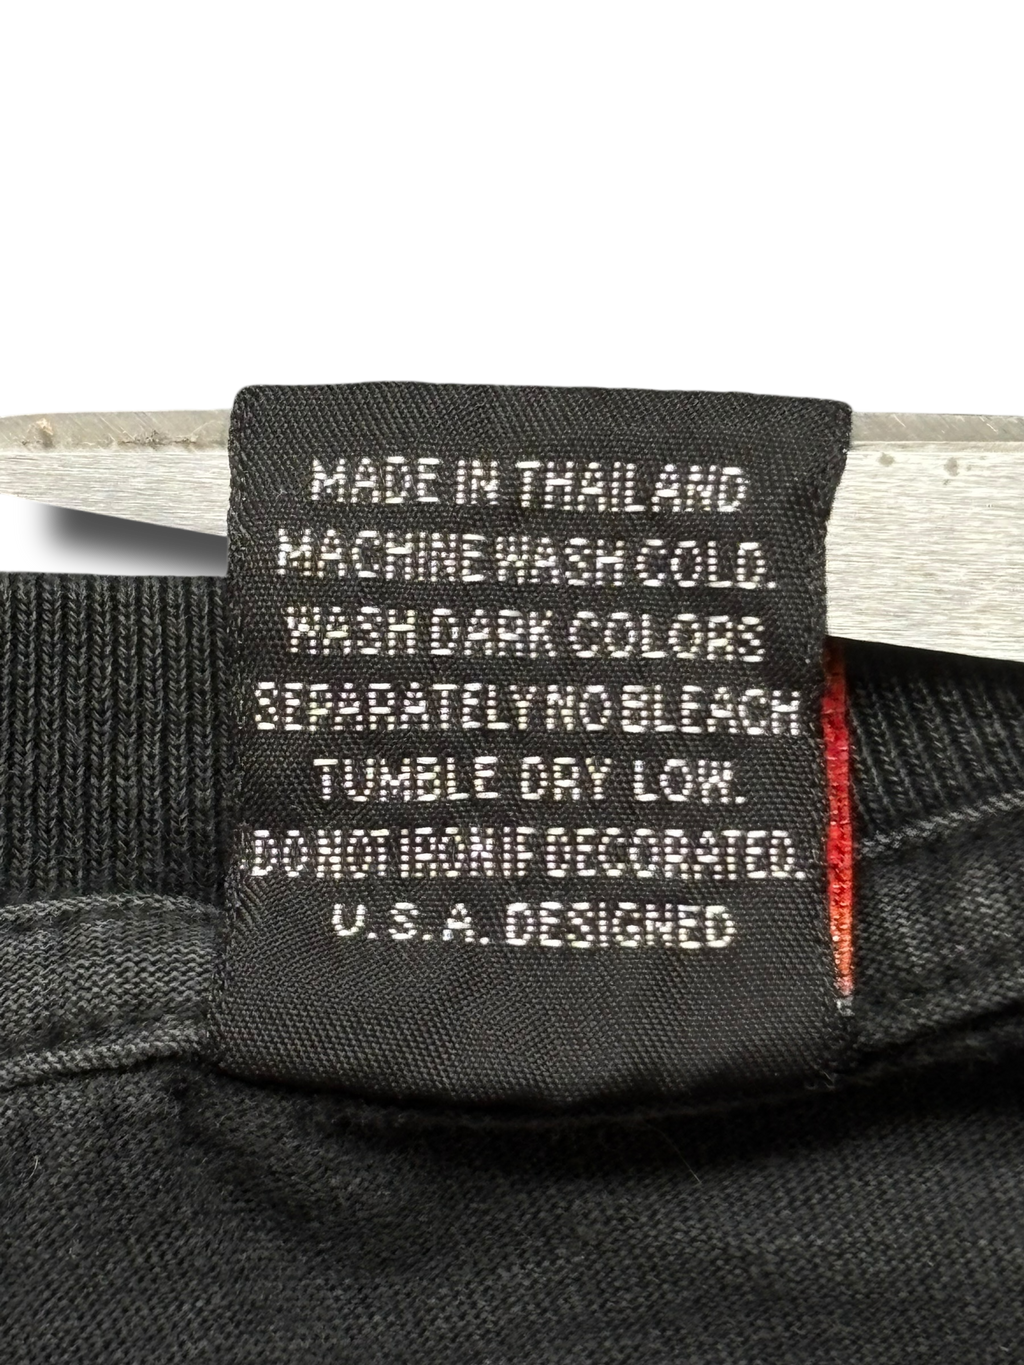 MADE IN THAILAND
MACHINE WASH COLD.
WASH DARK COLORS
SEPARATELY NO BLEACH
TUMBLE DRY LOW.
DO NOT IRON IF DECORATED.
U.S.A. DESIGNED